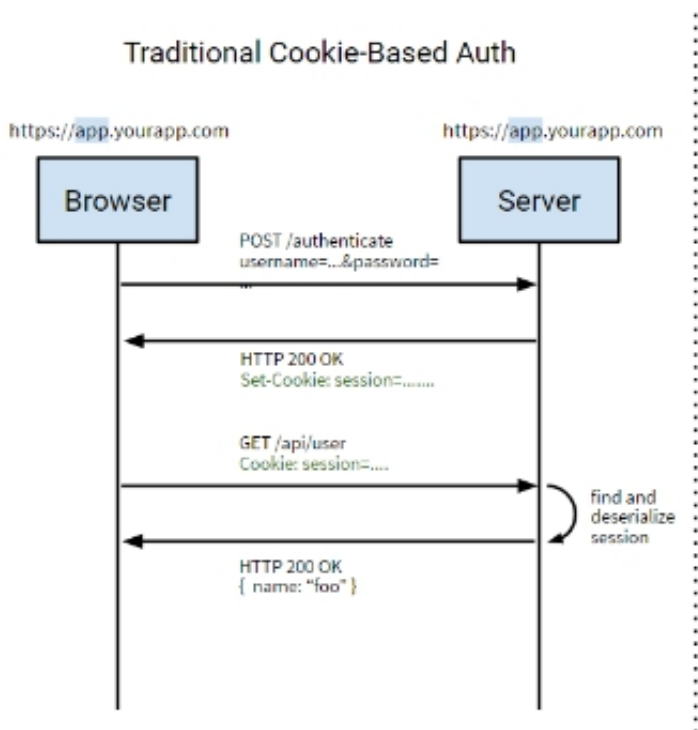 Traditional Cookie-Based Auth
https://app.yourapp.com
https://app.yourapp.com
Browser
Server
POST /authenticate
username=...&password=
...
HTTP 200 OK
Set-Cookie: session=.......
GET /api/user
Cookie: session=....
find and
deserialize
session
HTTP 200 OK
{ name: “foo” }